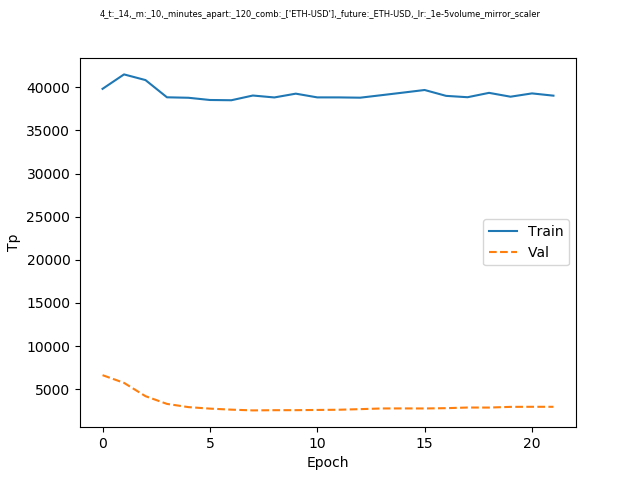 4_t:_14,_m:_10,_minutes_apart:_120_comb:_['ETH-USD'],_future:_ETH-USD,_lr:_1e-5volume_mirror_scaler
40000
35000
30000
25000
20000
15000
10000
5000
Tp
Train
Val
0 5 10 15 20
Epoch